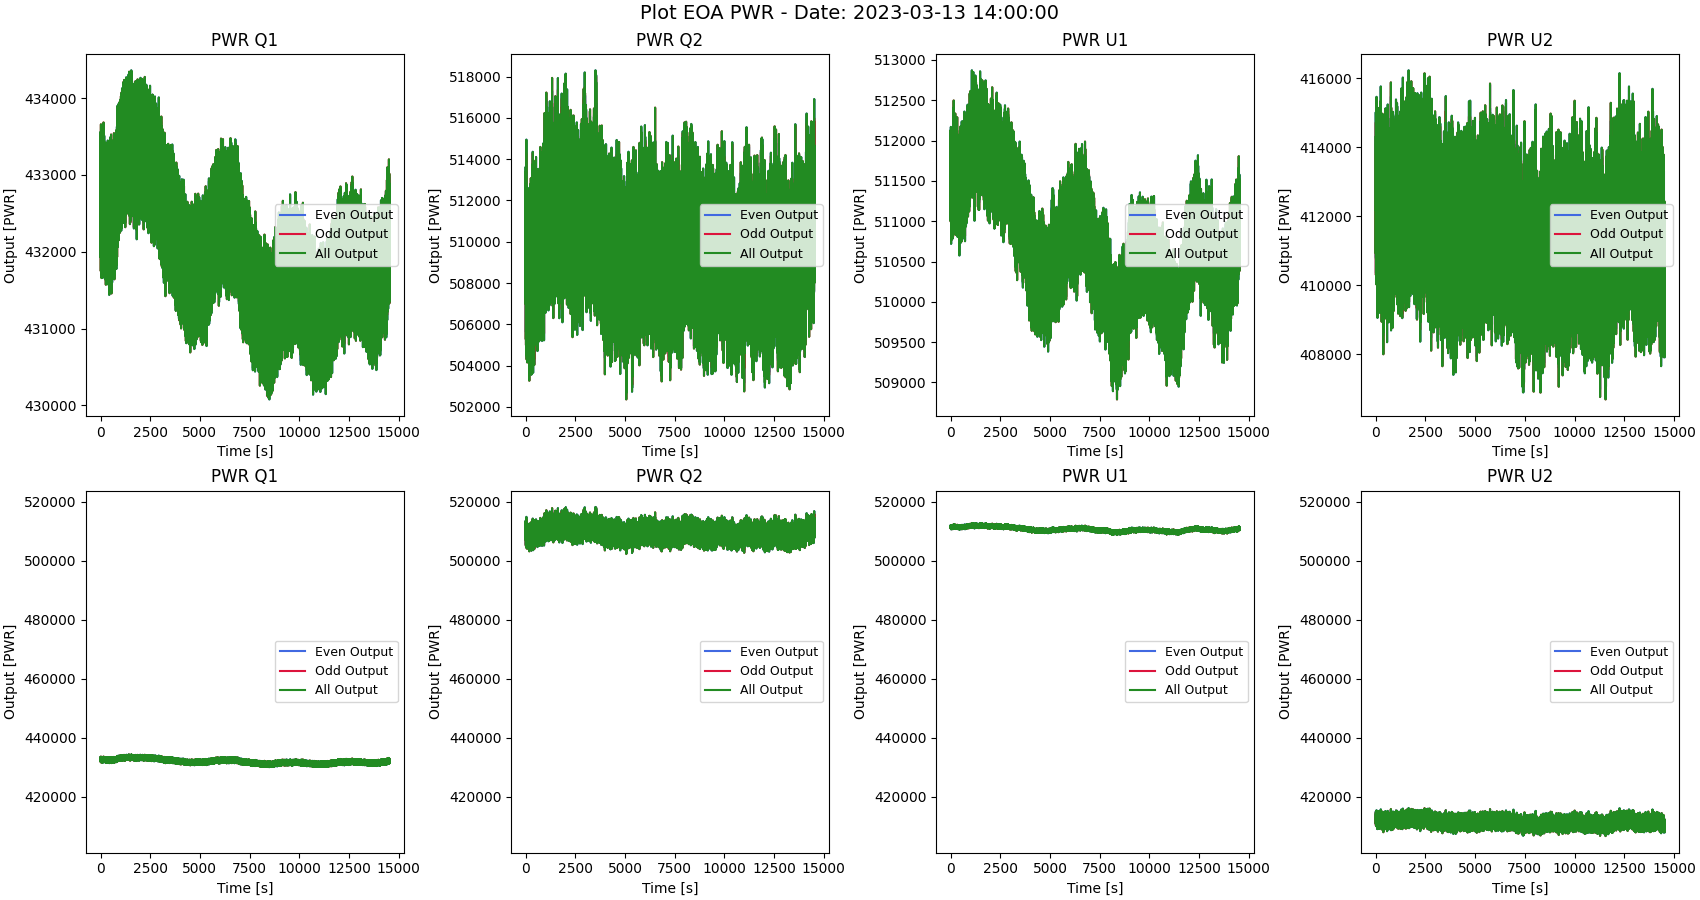 Plot EOA PWR - Date: 2023-03-13 14:00:00
PWR Q1
Output [PWR]
434000
433000
432000
431000
430000
Even Output
Odd Output
All Output
0 2500 5000 7500 10000 12500 15000
Time [s]
PWR Q2
Output [PWR]
518000
516000
514000
512000
510000
508000
506000
504000
502000
Even Output
Odd Output
All Output
0 2500 5000 7500 10000 12500 15000
Time [s]
PWR U1
Output [PWR]
513000
512500
512000
511500
511000
510500
510000
509500
509000
Even Output
Odd Output
All Output
0 2500 5000 7500 10000 12500 15000
Time [s]
PWR U2
Output [PWR]
416000
414000
412000
410000
408000
Even Output
Odd Output
All Output
0 2500 5000 7500 10000 12500 15000
Time [s]
PWR Q1
Output [PWR]
520000
500000
480000
460000
440000
420000
Even Output
Odd Output
All Output
0 2500 5000 7500 10000 12500 15000
Time [s]
PWR Q2
Output [PWR]
520000
500000
480000
460000
440000
420000
Even Output
Odd Output
All Output
0 2500 5000 7500 10000 12500 15000
Time [s]
PWR U1
Output [PWR]
520000
500000
480000
460000
440000
420000
Even Output
Odd Output
All Output
0 2500 5000 7500 10000 12500 15000
Time [s]
PWR U2
Output [PWR]
520000
500000
480000
460000
440000
420000
Even Output
Odd Output
All Output
0 2500 5000 7500 10000 12500 15000
Time [s]